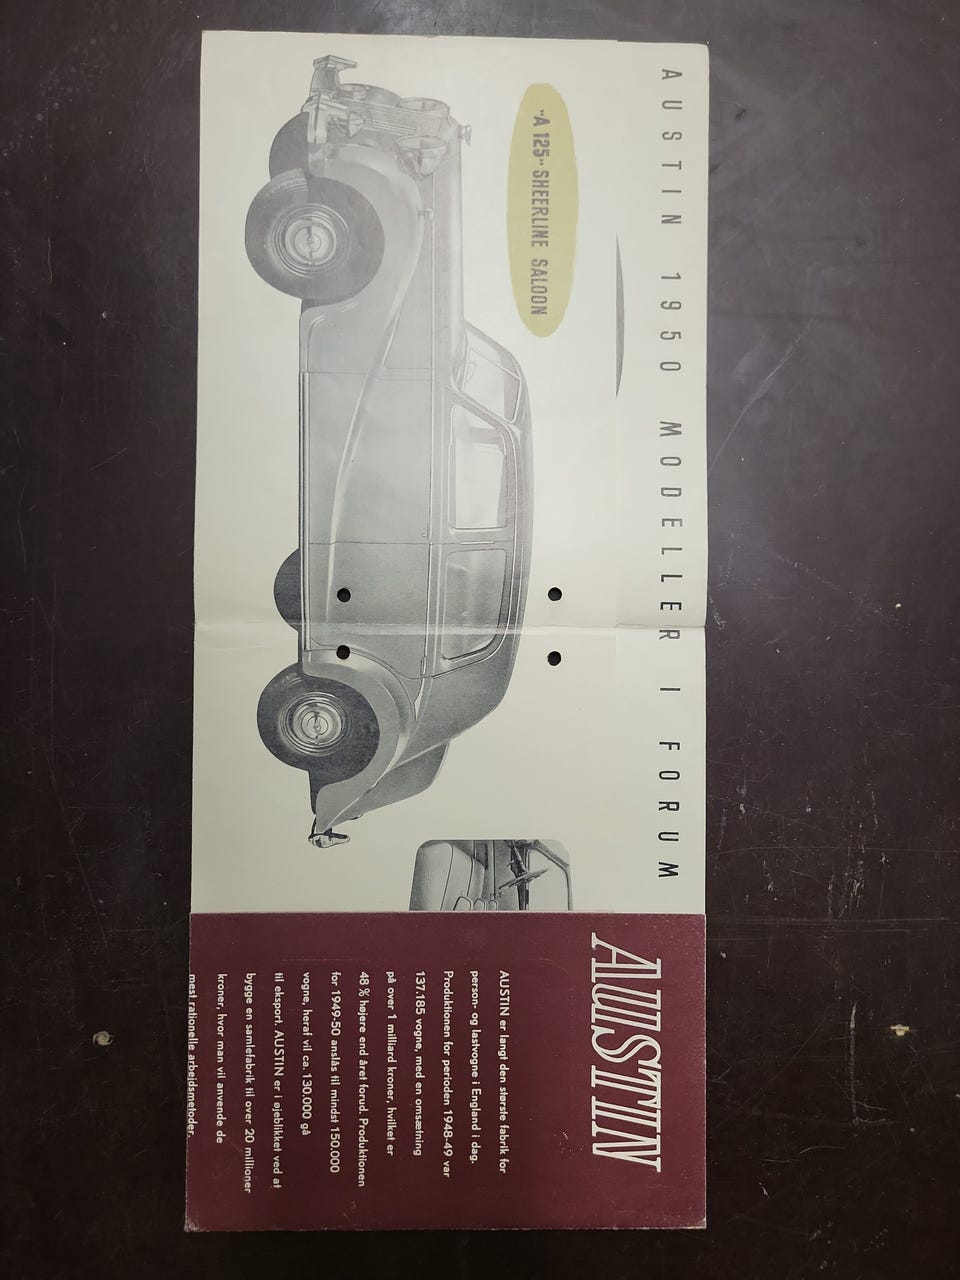 AUSTIN 1950 MODELLER I FORUM
"A 125" SHEERLINE SALOON
AUSTIN
AUSTIN er langt den største fabrik for
person- og lastvogne i England i dag.
Produktionen for perioden 1948-49 var
137.185 vogne, med en omsætning
på over 1 milliard kroner, hvilket er
48 % højere end året forud. Produktionen
for 1949-50 anslås til mindst 150.000
vogne, heraf vil ca. 130.000 gå
til eksport. AUSTIN er i øjeblikket ved at
bygge en samlefabrik til over 20 millioner
kroner, hvor man vil anvende de
mest rationelle arbejdsmetoder.